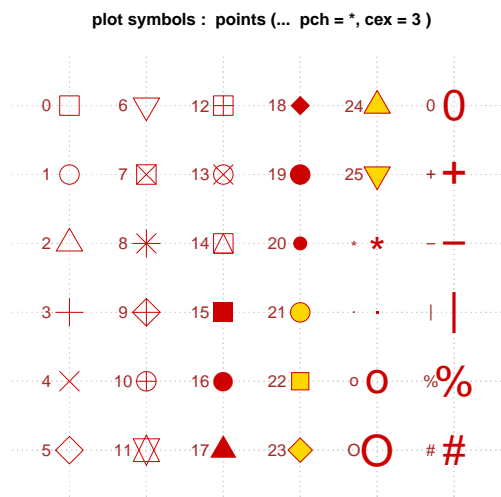 plot symbols :  points (...  pch = *, cex = 3 )
0 6 12 18 24 0 0
1 7 13 19 25 + +
2 8 14 20 * * − −
3 9 15 21 . . | |
4 10 16 22 o o % %
5 11 17 23 O O # #